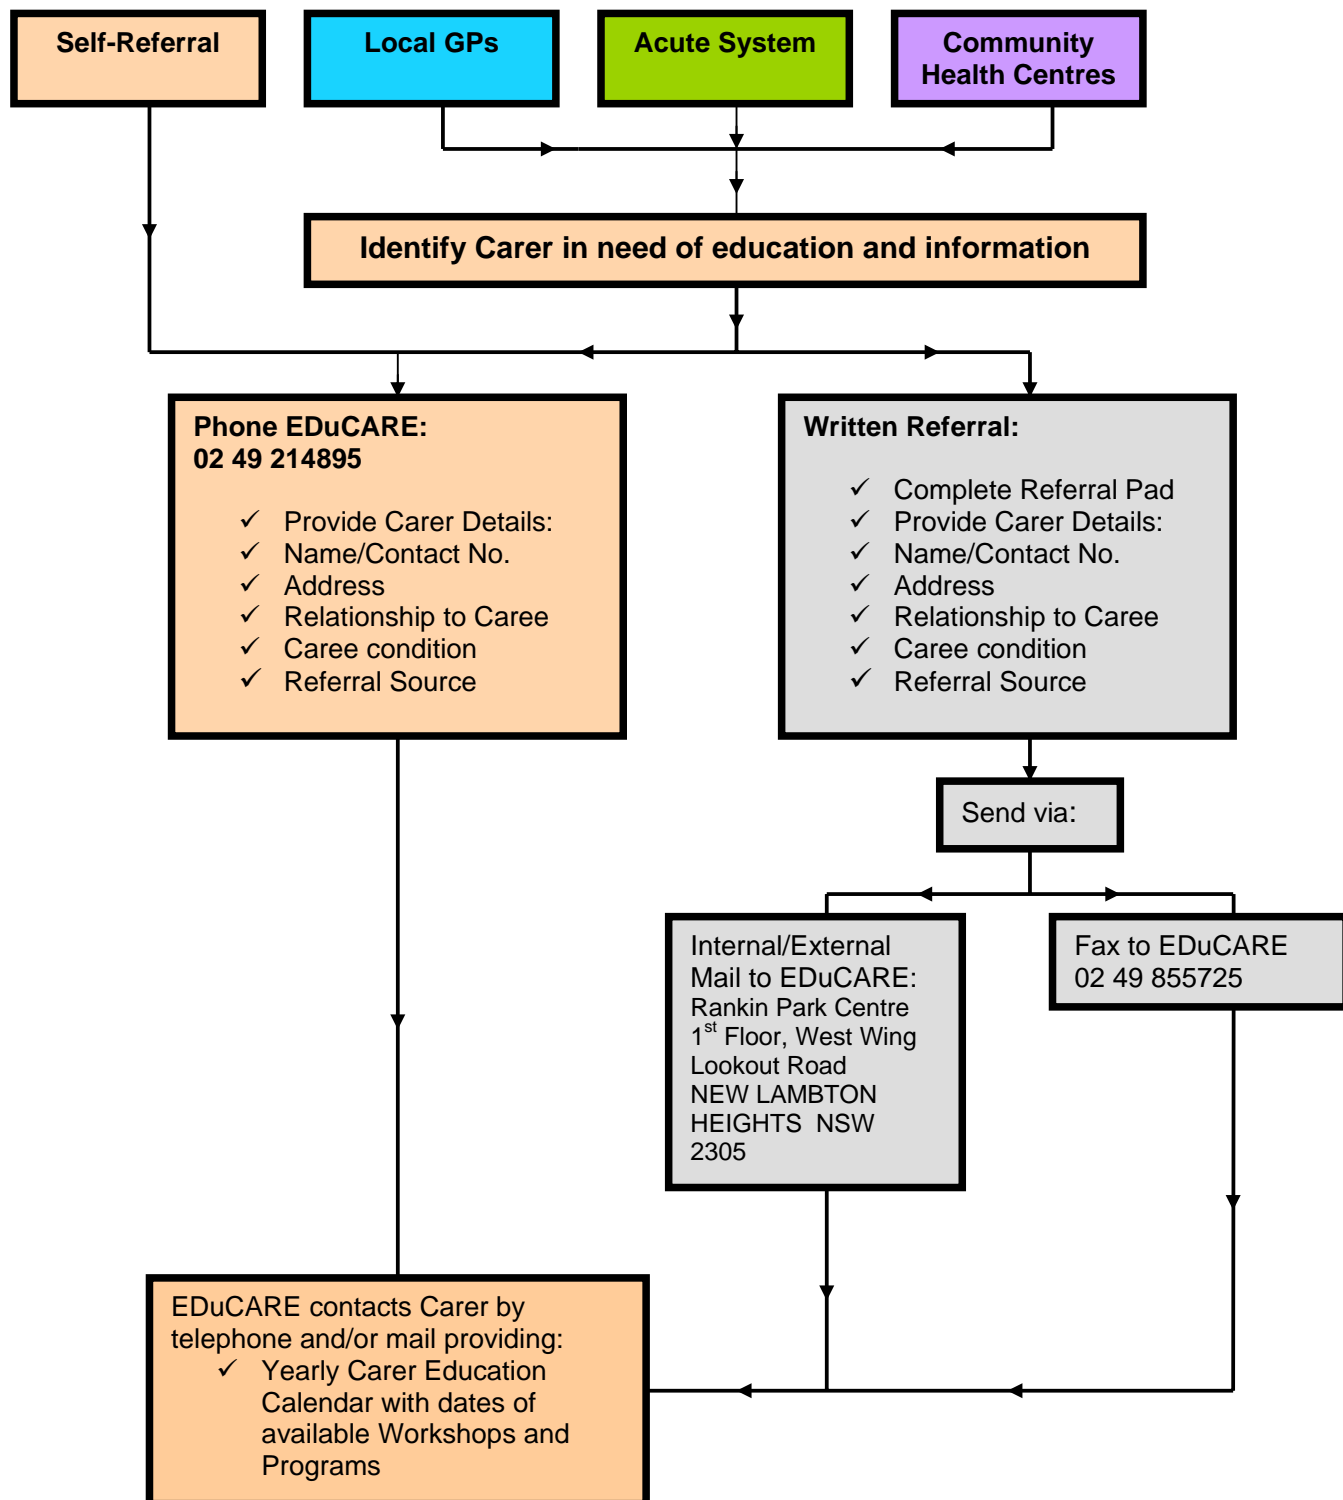 Self-Referral
Local GPs
Acute System
Community
Health Centres
Identify Carer in need of education and information
Phone EDuCARE:
02 49 214895
✓ Provide Carer Details:
✓ Name/Contact No.
✓ Address
✓ Relationship to Caree
✓ Caree condition
✓ Referral Source
Written Referral:
✓ Complete Referral Pad
✓ Provide Carer Details:
✓ Name/Contact No.
✓ Address
✓ Relationship to Caree
✓ Caree condition
✓ Referral Source
Send via:
Internal/External
Mail to EDuCARE:
Rankin Park Centre
1st Floor, West Wing
Lookout Road
NEW LAMBTON
HEIGHTS NSW
2305
Fax to EDuCARE
02 49 855725
EDuCARE contacts Carer by
telephone and/or mail providing:
✓ Yearly Carer Education
Calendar with dates of
available Workshops and
Programs